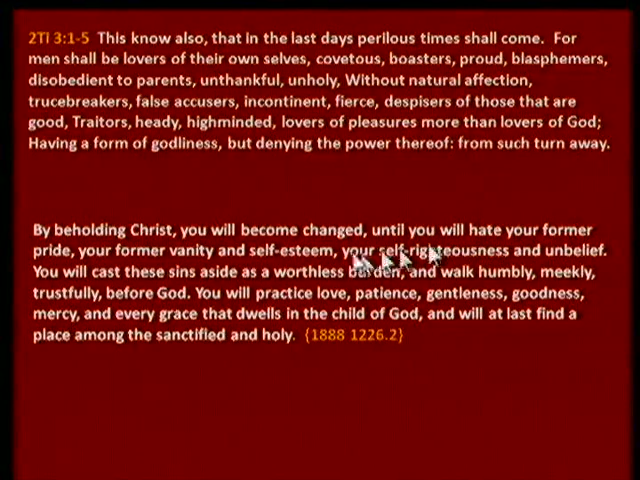 2TI 3:1-5 This know also, that in the last days perilous times shall come. For
men shall be lovers of their own selves, covetous, boasters, proud, blasphemers,
disobedient to parents, unthankful, unholy, Without natural affection,
trucebreakers, false accusers, incontinent, fierce, despisers of those that are
good, Traitors, heady, highminded, lovers of pleasures more than lovers of God;
Having a form of godliness, but denying the power thereof: from such turn away.
By beholding Christ, you will become changed, until you will hate your former
pride, your former vanity and self-esteem, your self-righteousness and unbelief.
You will cast these sins aside as a worthless burden, and walk humbly, meekly,
trustfully, before God. You will practice love, patience, gentleness, goodness,
mercy, and every grace that dwells in the child of God, and will at last find a
place among the sanctified and holy. {1888 1226.2}